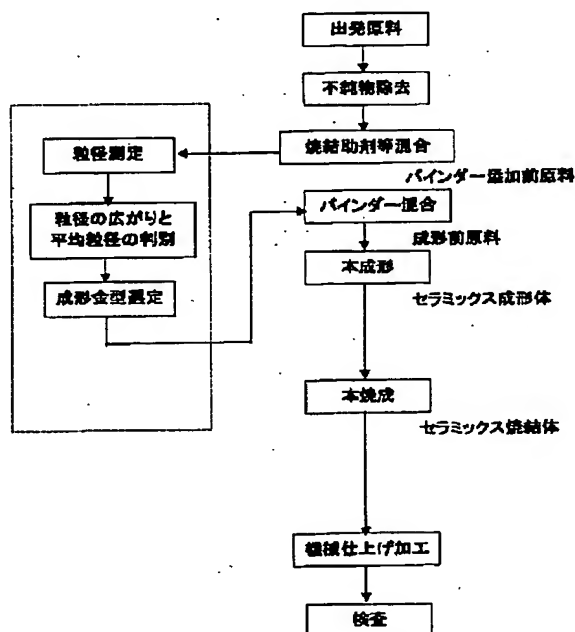 出発原料
不純物除去
焼結助剤等混合
バインダー添加前原料
粒径測定
粒径の広がりと
平均粒径の判別
成形金型選定
バインダー混合
成形前原料
本成形
セラミックス成形体
本焼成
セラミックス焼結体
機械仕上げ加工
検査